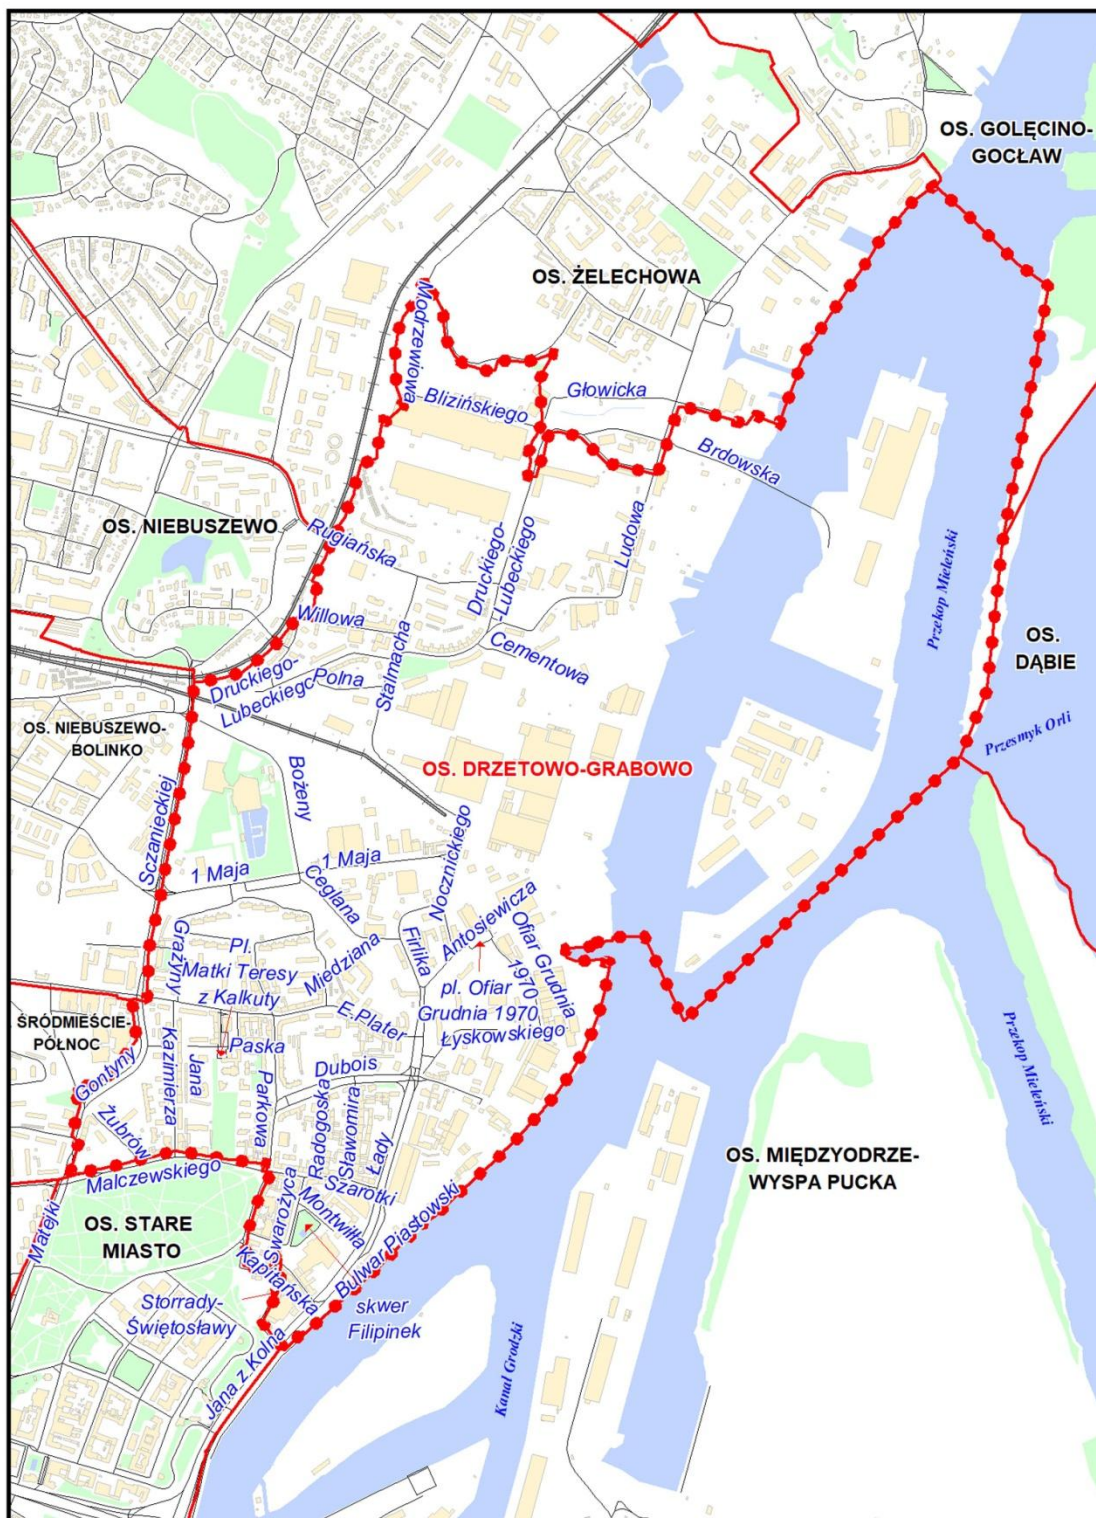 OS. GOLĘCINO-
GOCŁAW
OS. ŻELECHOWA
Modrzewiowa
Głowicka
Blizińskiego
Brdowska
OS. NIEBUSZEWO
Rugiańska
Druckiego-
-Lubeckiego
Ludowa
Przekop Mieleński
Willowa
Stalmacha
Cementowa
OS.
DĄBIE
Druckiego-
Lubeckiego
Polna
Przesmyk Orli
OS. NIEBUSZEWO-
BOLINKO
OS. DRZETOWO-GRABOWO
Bożeny
Sczanieckiej
1 Maja
1 Maja
Ceglana
Nocznickiego
Antosiewicza
Ofiar Grudnia
1970
Grażyny
Pl.
Matki Teresy
z Kalkuty
Miedziana
Firlika
pl. Ofiar
Grudnia 1970
E.Plater
Łyskowskiego
ŚRÓDMIEŚCIE-
PÓŁNOC
Gontyny
Kazimierza
Jana
Paska
Parkowa
Dubois
Radogoska
Sławomira
Łady
Przekop Mieleński
Żubrów
Malczewskiego
Szarotki
OS. MIĘDZYODRZE-
WYSPA PUCKA
Matejki
OS. STARE
MIASTO
Swarożyca
Montwiłła
Bulwar Piastowski
Kapitańska
Storrady-
Świętosławy
skwer
Filipinek
Jana z Kolna
Kanał Grodzki